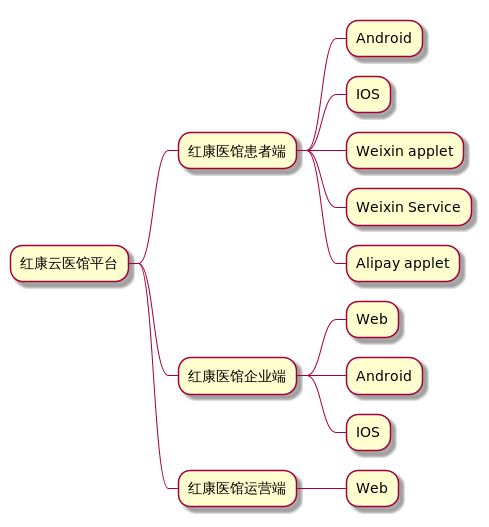 红康云医馆平台
红康医馆患者端
Android
IOS
Weixin applet
Weixin Service
Alipay applet
红康医馆企业端
Web
Android
IOS
红康医馆运营端
Web